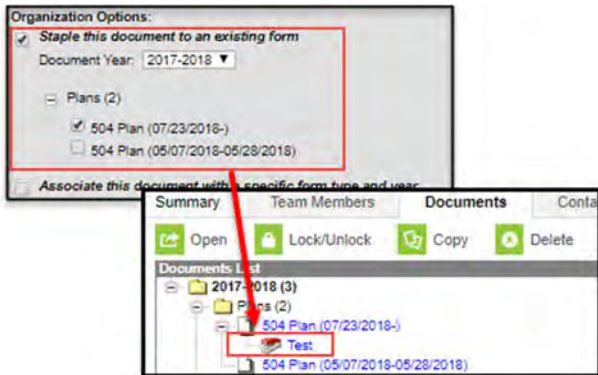 Organization Options:
Staple this document to an existing form
Document Year: 2017-2018
Plans (2)
504 Plan (07/23/2018-)
504 Plan (05/07/2018-05/28/2018)
Associate this document with a specific form type and year
Summary Team Members Documents Conta
Open Lock/Unlock Copy Delete
Documents List
2017-2018 (3)
Plans (2)
504 Plan (07/23/2018-)
Test
504 Plan (05/07/2018-05/28/2018)